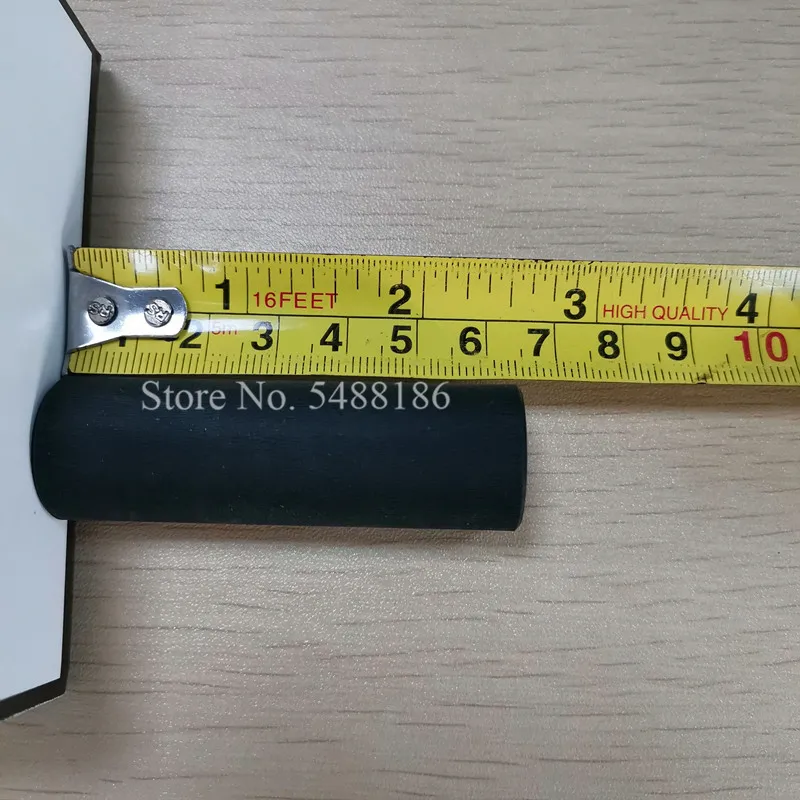 1 16FEET 2 3 HIGH QUALITY 4
1 2 5m 3 4 5 6 7 8 9 10
Store No. 5488186